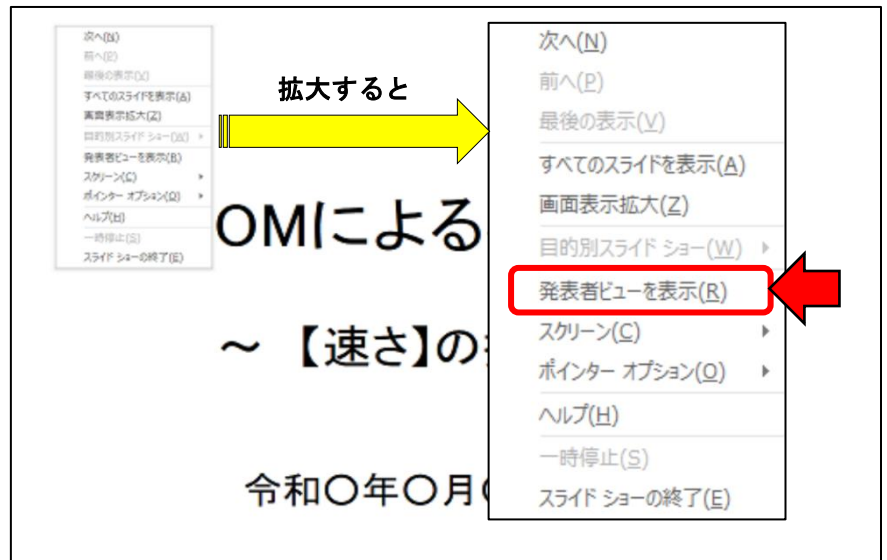 次へ(N)
前へ(P)
最後の表示(V)
すべてのスライドを表示(A)
画面表示拡大(Z)
目的別スライド ショー(W)
発表者ビューを表示(R)
スクリーン(C)
ポインター オプション(O)
ヘルプ(H)
一時停止(S)
スライド ショーの終了(E)
拡大すると
OMによる
～【速さ】の
令和〇年〇月
次へ(N)
前へ(P)
最後の表示(V)
すべてのスライドを表示(A)
画面表示拡大(Z)
目的別スライド ショー(W)
発表者ビューを表示(R)
スクリーン(C)
ポインター オプション(O)
ヘルプ(H)
一時停止(S)
スライド ショーの終了(E)